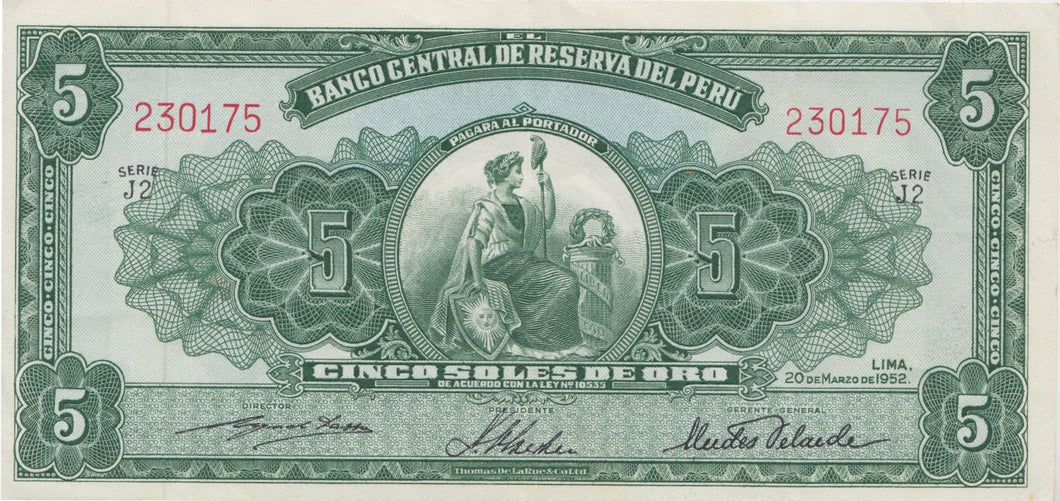 EL
BANCO CENTRAL DE RESERVA DEL PERU
5
5
230175
230175
PAGARA AL PORTADOR
SERIE
J2
SERIE
J2
5
5
CINCO·CINCO·CINCO
CINCO·CINCO·CINCO
CINCO SOLES DE ORO
DE ACUERDO CON LA LEY Nº 10535
LIMA,
20 DE MARZO DE 1952.
5
5
DIRECTOR
PRESIDENTE
GERENTE-GENERAL
Thomas De La Rue & Co Ltd.